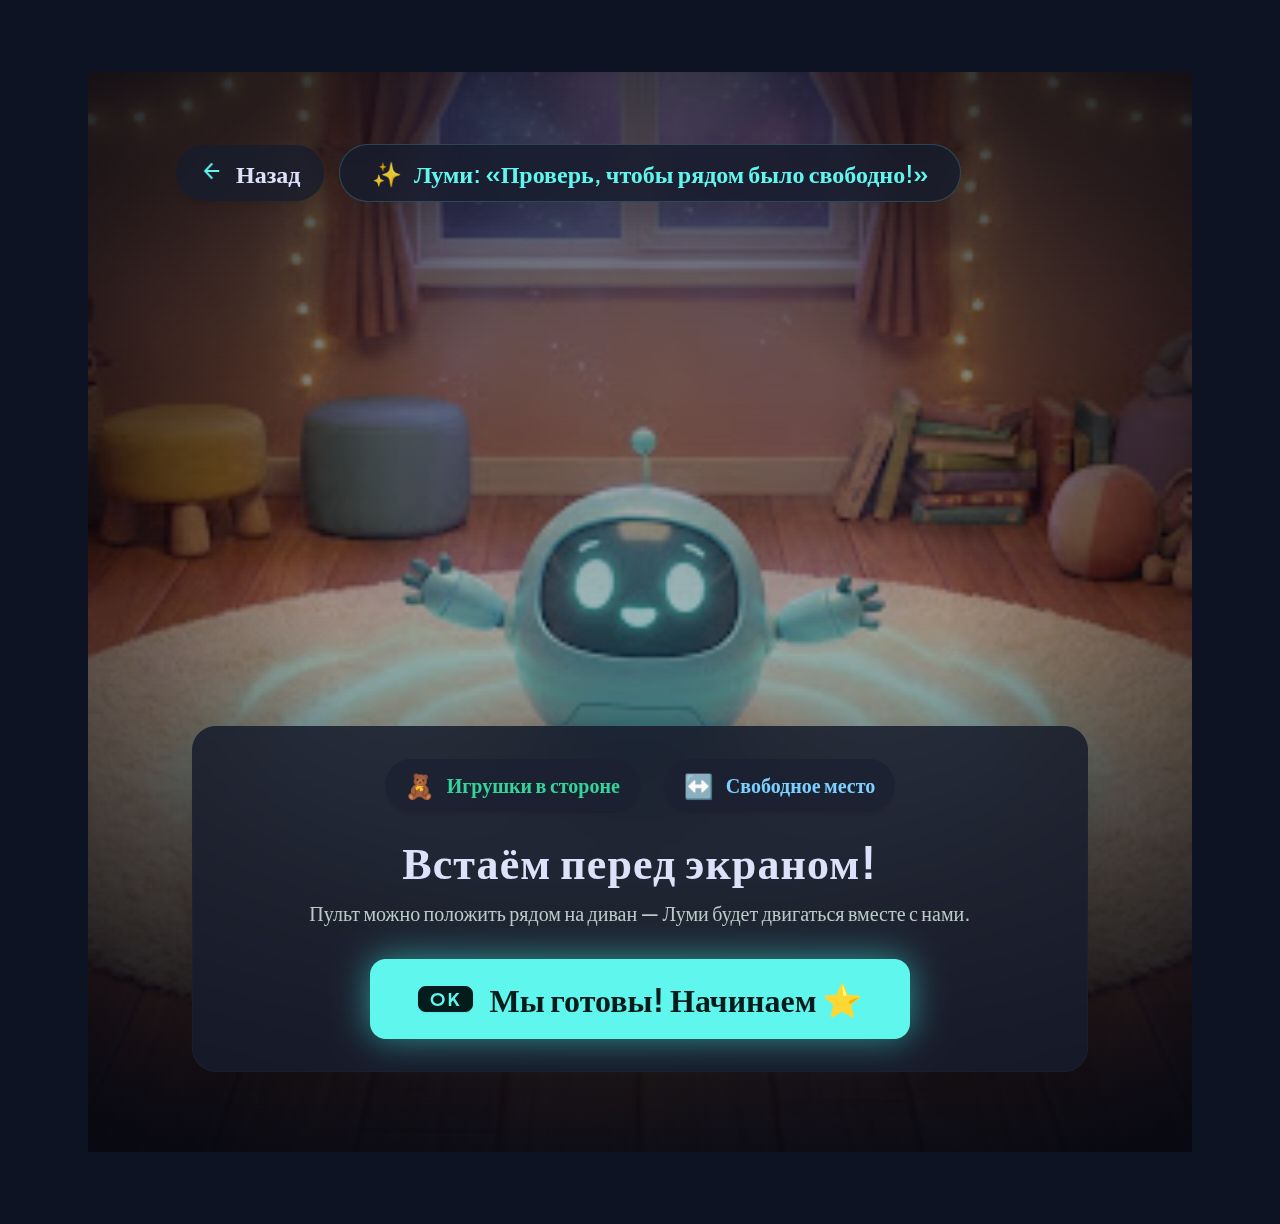 ← Назад
✨ Луми: «Проверь, чтобы рядом было свободно!»
🧸 Игрушки в стороне
↔️ Свободное место
Встаём перед экраном!
Пульт можно положить рядом на диван — Луми будет двигаться вместе с нами.
OK Мы готовы! Начинаем ⭐